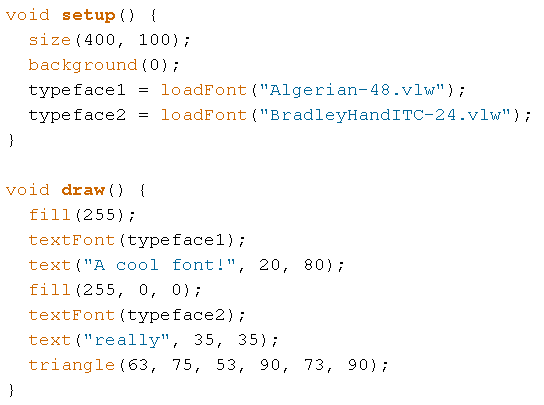 void setup() {
  size(400, 100);
  background(0);
  typeface1 = loadFont("Algerian-48.vlw");
  typeface2 = loadFont("BradleyHandITC-24.vlw");
}

void draw() {
  fill(255);
  textFont(typeface1);
  text("A cool font!", 20, 80);
  fill(255, 0, 0);
  textFont(typeface2);
  text("really", 35, 35);
  triangle(63, 75, 53, 90, 73, 90);
}